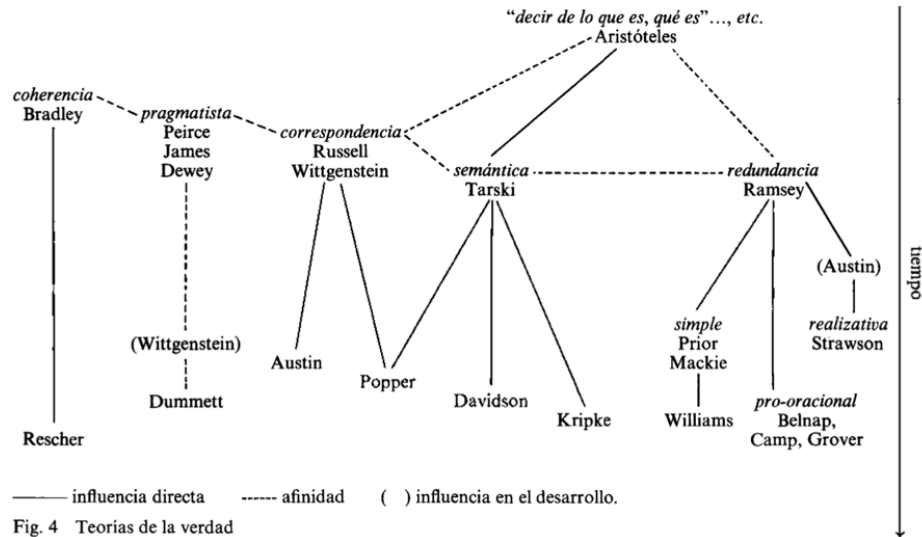 “decir de lo que es, qué es”..., etc.
Aristóteles
coherencia
Bradley
pragmatista
Peirce
James
Dewey
correspondencia
Russell
Wittgenstein
semántica
Tarski
redundancia
Ramsey
tiempo
(Austin)
realizativa
Strawson
simple
Prior
Mackie
Williams
(Wittgenstein)
Dummett
Austin
Popper
Davidson
Kripke
pro-oracional
Belnap,
Camp, Grover
Rescher
influencia directa afinidad ( ) influencia en el desarrollo.
Fig. 4 Teorías de la verdad